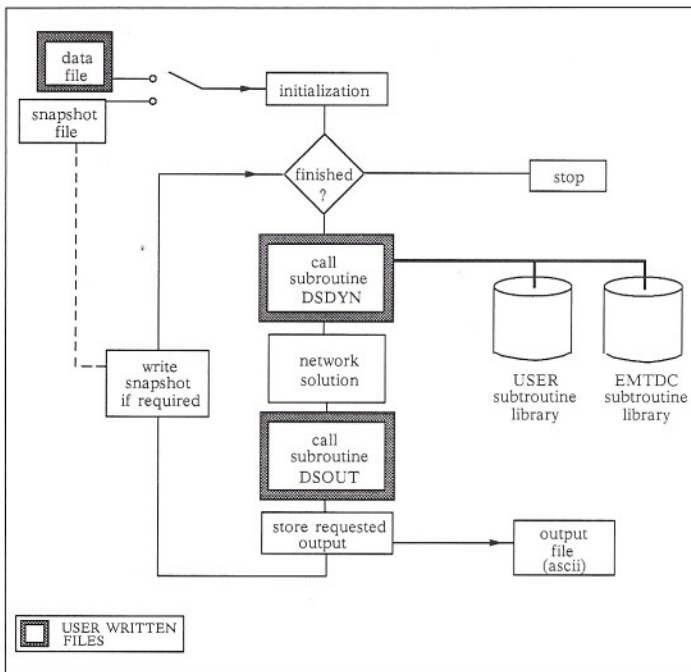 data
file
snapshot
file
initialization
finished
?
stop
call
subroutine
DSDYN
USER
subroutine
library
EMTDC
subroutine
library
network
solution
write
snapshot
if required
call
subroutine
DSOUT
store requested
output
output
file
(ascii)
USER WRITTEN
FILES